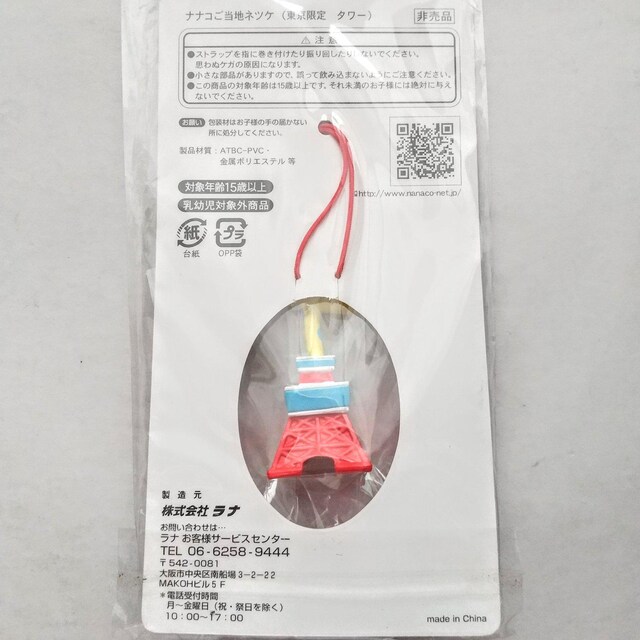 ナナコご当地ネツケ（東京限定　タワー）
非売品
⚠注意
●ストラップを指に巻き付けたり振り回したりしないでください。
思わぬケガの原因になります。
●小さな部品がありますので、誤って飲み込まないようにご注意ください。
●この商品の対象年齢は15歳以上です。それ未満のお子様には絶対に与え
ないでください。
お願い 包装材はお子様の手の届かない
所に処分してください。
製品材質：ATBC-PVC・
金属ポリエステル 等
対象年齢15歳以上
乳幼児対象外商品
紙
プラ
台紙
OPP袋
http://www.nanaco-net.jp/
製造元
株式会社 ラナ
お問い合わせは…
ラナ お客様サービスセンター
TEL 06-6258-9444
〒542-0081
大阪市中央区南船場3-2-22
MAKOHビル5F
＊電話受付時間
月～金曜日（祝・祭日を除く）
10：00～17：00
made in China